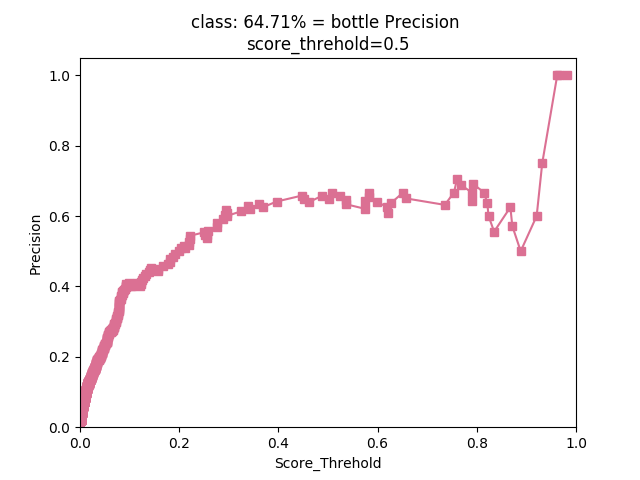 class: 64.71% = bottle Precision
score_threhold=0.5
1.0
0.8
0.6
0.4
0.2
0.0
Precision
0.0 0.2 0.4 0.6 0.8 1.0
Score_Threhold